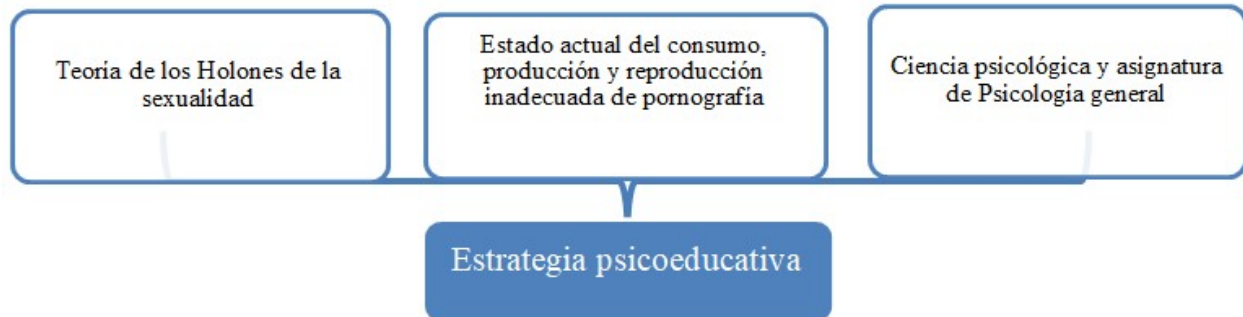 Teoría de los Holones de la
sexualidad
Estado actual del consumo,
producción y reproducción
inadecuada de pornografía
Ciencia psicológica y asignatura
de Psicología general
Estrategia psicoeducativa